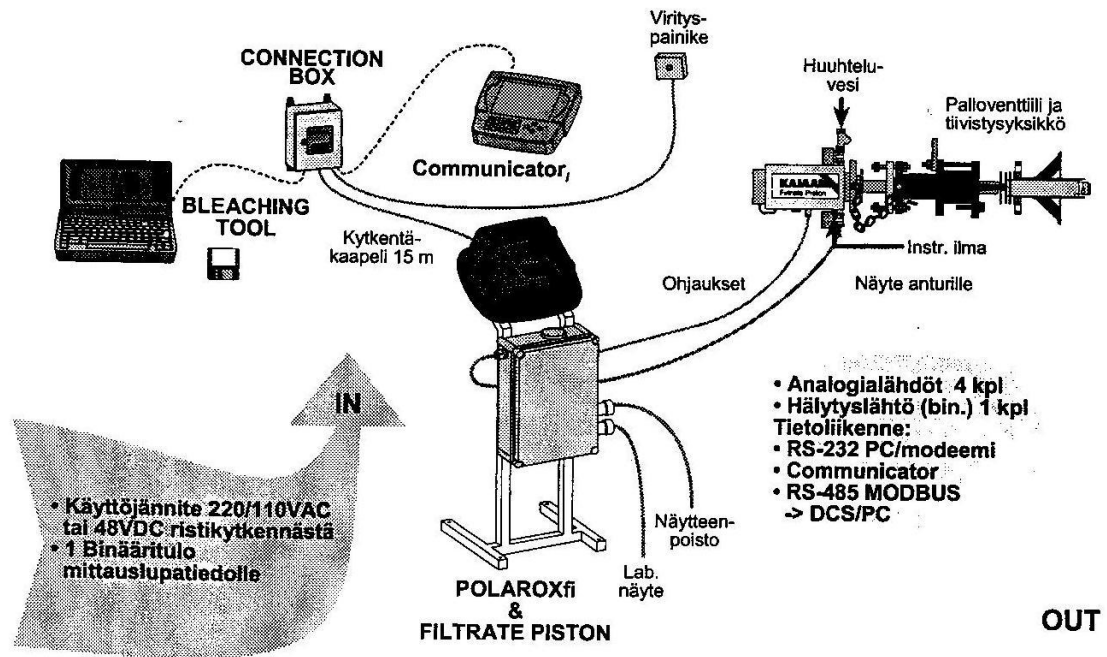 Viritys-
painike
CONNECTION
BOX
Huuhtelu-
vesi
Palloventtiili ja
tiivistysyksikkö
Communicator
BLEACHING
TOOL
Kytkentä-
kaapeli 15 m
Filtrate Piston
Instr. ilma
Ohjaukset
Näyte anturille
IN
• Käyttöjännite 220/110VAC
tai 48VDC ristikytkennästä
• 1 Binääritulo
mittauslupatiedolle
• Analogialähdöt 4 kpl
• Hälytyslähtö (bin.) 1 kpl
Tietoliikenne:
• RS-232 PC/modeemi
• Communicator
• RS-485 MODBUS
-> DCS/PC
Näytteen-
poisto
Lab.
näyte
POLAROXfi
&
FILTRATE PISTON
OUT